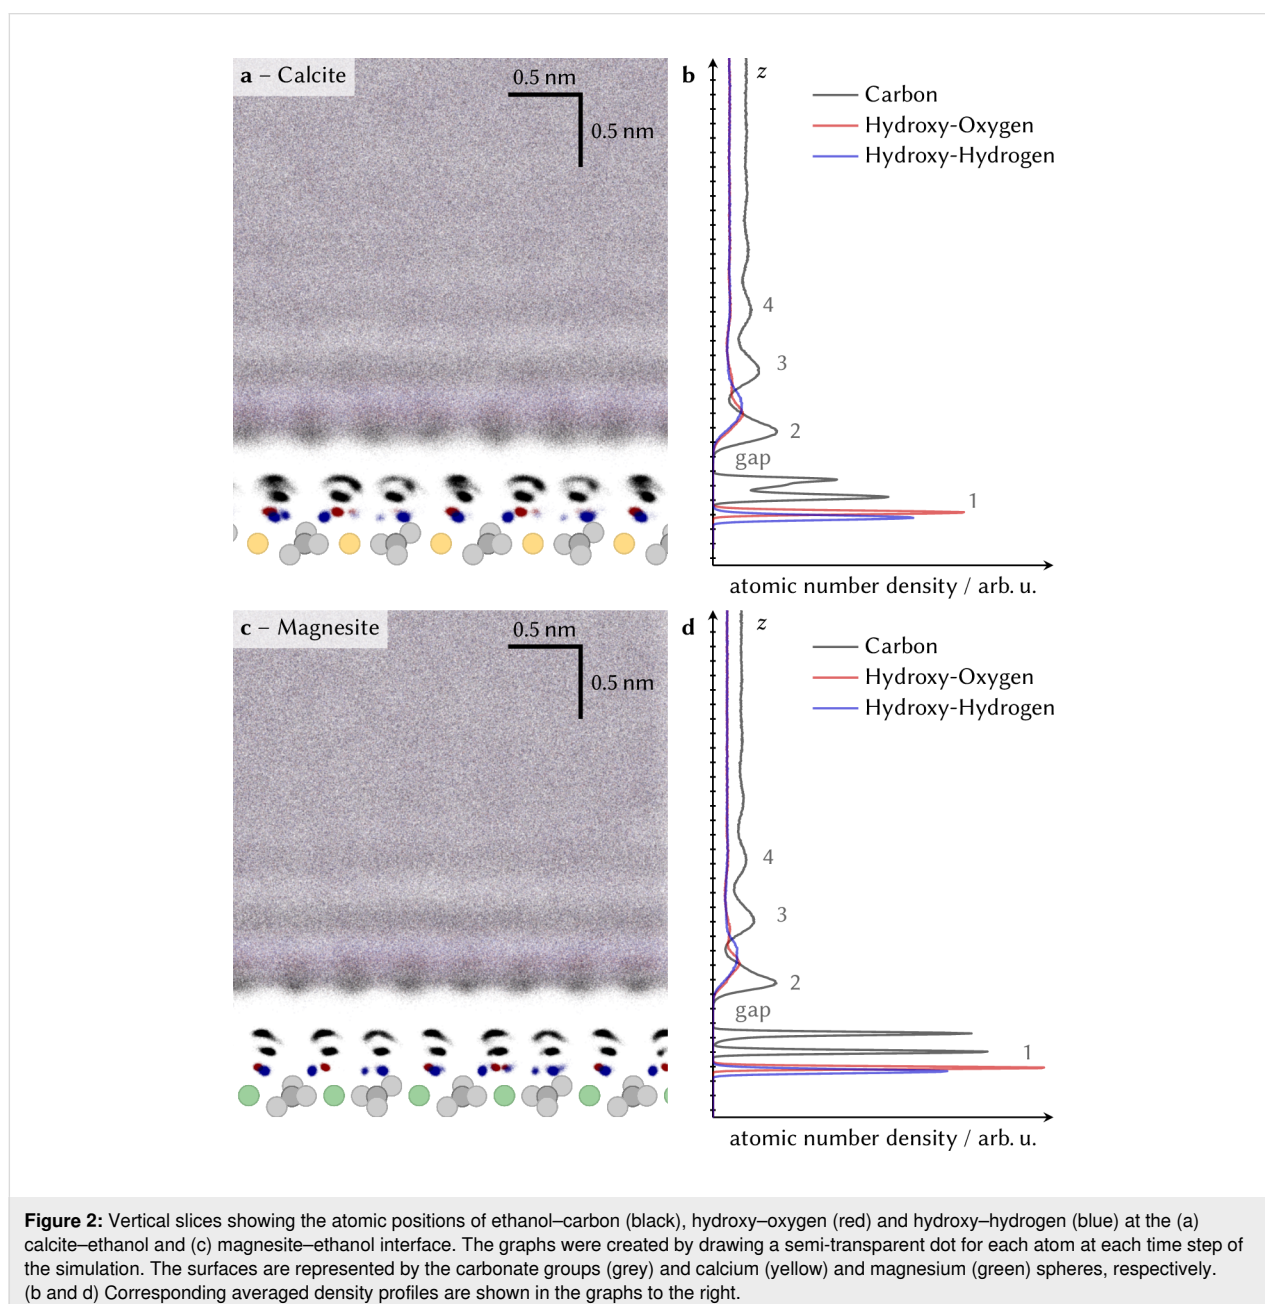 a – Calcite
0.5 nm
0.5 nm
b
z
Carbon
Hydroxy-Oxygen
Hydroxy-Hydrogen
4
3
2
gap
1
atomic number density / arb. u.
c – Magnesite
0.5 nm
0.5 nm
d
z
Carbon
Hydroxy-Oxygen
Hydroxy-Hydrogen
4
3
2
gap
1
atomic number density / arb. u.
Figure 2: Vertical slices showing the atomic positions of ethanol–carbon (black), hydroxy–oxygen (red) and hydroxy–hydrogen (blue) at the (a)
calcite–ethanol and (c) magnesite–ethanol interface. The graphs were created by drawing a semi-transparent dot for each atom at each time step of
the simulation. The surfaces are represented by the carbonate groups (grey) and calcium (yellow) and magnesium (green) spheres, respectively.
(b and d) Corresponding averaged density profiles are shown in the graphs to the right.